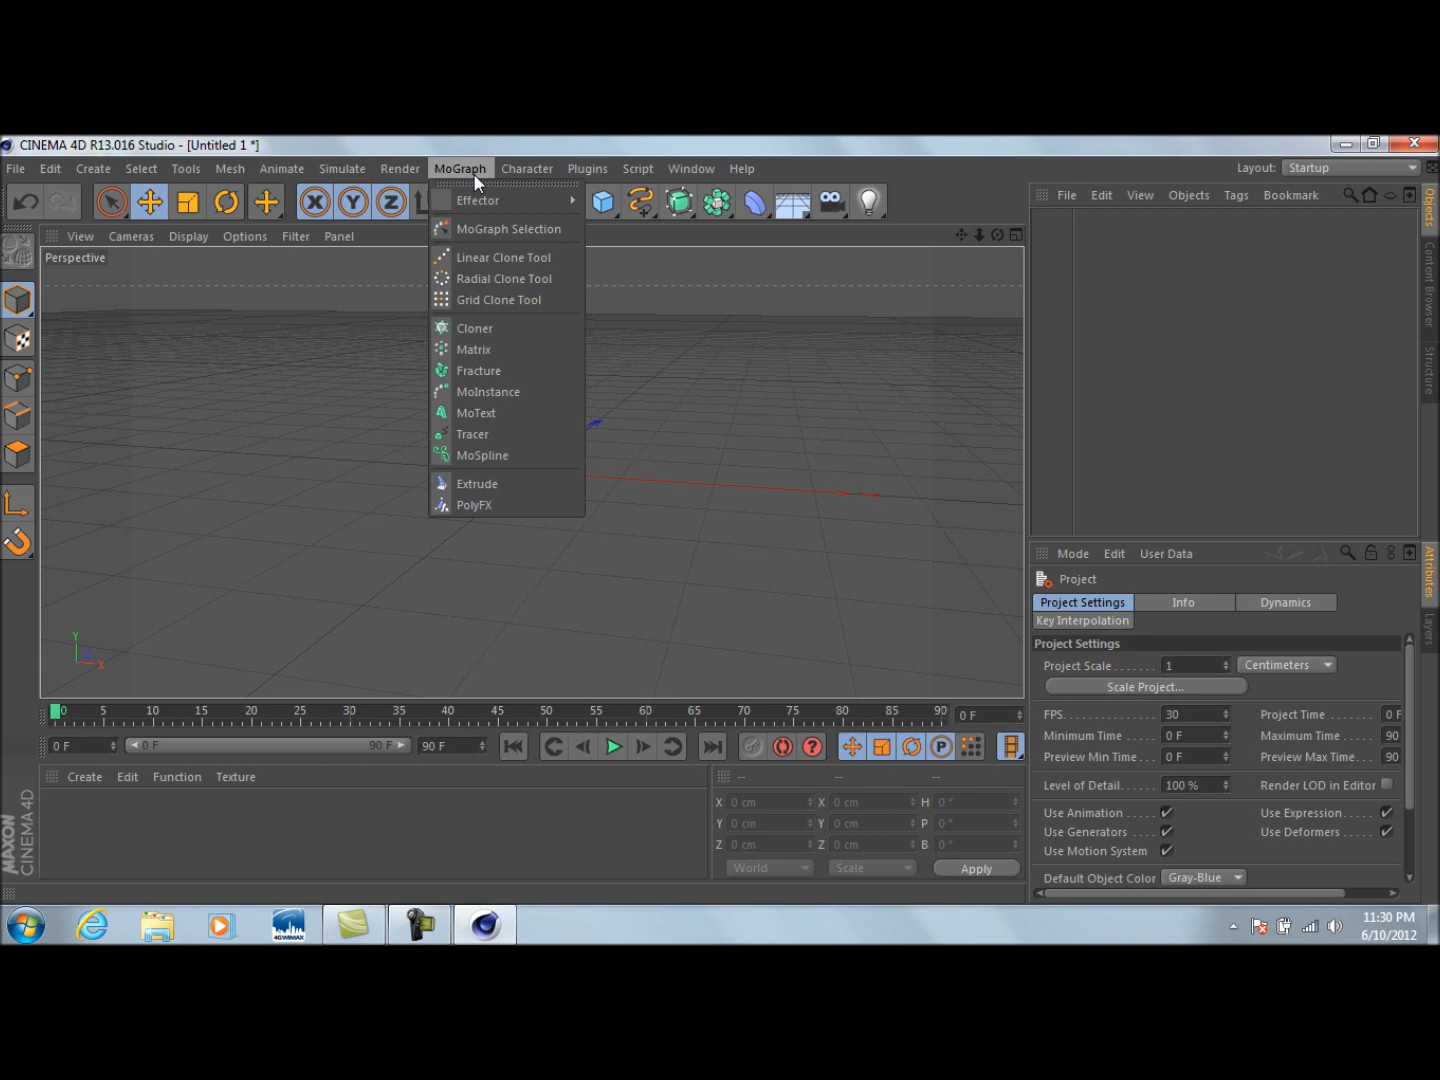 CINEMA 4D R13.016 Studio - [Untitled 1 *]
File Edit Create Select Tools Mesh Animate Simulate Render MoGraph Character Plugins Script Window Help Layout: Startup
X Y Z
File Edit View Objects Tags Bookmark
View Cameras Display Options Filter Panel
Perspective
Effector
MoGraph Selection
Linear Clone Tool
Radial Clone Tool
Grid Clone Tool
Cloner
Matrix
Fracture
MoInstance
MoText
Tracer
MoSpline
Extrude
PolyFX
Y
Z
X
Objects
Content Browser
Structure
Mode Edit User Data
Project
Project Settings Info Dynamics
Key Interpolation
Project Settings
Project Scale....... 1 Centimeters
Scale Project...
FPS............ 30 Project Time ....... 0 F
Minimum Time ... 0 F Maximum Time .... 90
Preview Min Time... 0 F Preview Max Time... 90
Level of Detail..... 100 % Render LOD in Editor
Use Animation ..... Use Expression.....
Use Generators .... Use Deformers .....
Use Motion System
Default Object Color Gray-Blue
Attributes
Layers
0 5 10 15 20 25 30 35 40 45 50 55 60 65 70 75 80 85 90 0 F
0 F 0 F 90 F 90 F P
Create Edit Function Texture
-- -- --
X 0 cm X 0 cm H 0 °
Y 0 cm Y 0 cm P 0 °
Z 0 cm Z 0 cm B 0 °
World Scale Apply
MAXON
CINEMA 4D
4GWIMAX
11:30 PM
6/10/2012